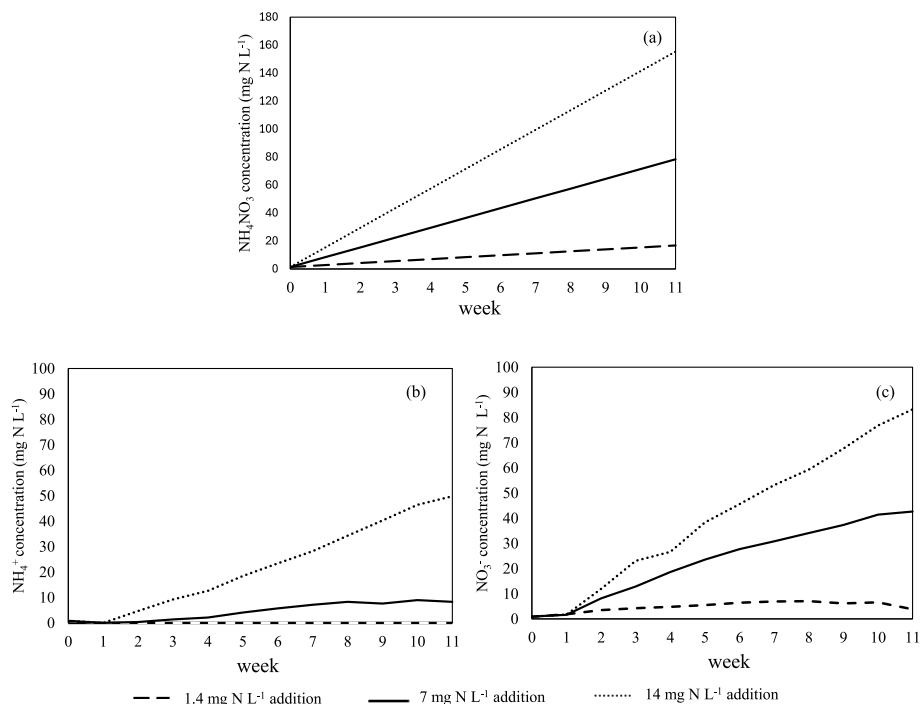 (a)
NH₄NO₃ concentration (mg N L⁻¹)
180
160
140
120
100
80
60
40
20
0
0 1 2 3 4 5 6 7 8 9 10 11
week
(b)
NH₄⁺ concentration (mg N L⁻¹)
100
90
80
70
60
50
40
30
20
10
0
0 1 2 3 4 5 6 7 8 9 10 11
week
(c)
NO₃⁻ concentration (mg N L⁻¹)
100
90
80
70
60
50
40
30
20
10
0
0 1 2 3 4 5 6 7 8 9 10 11
week
1.4 mg N L⁻¹ addition 7 mg N L⁻¹ addition 14 mg N L⁻¹ addition